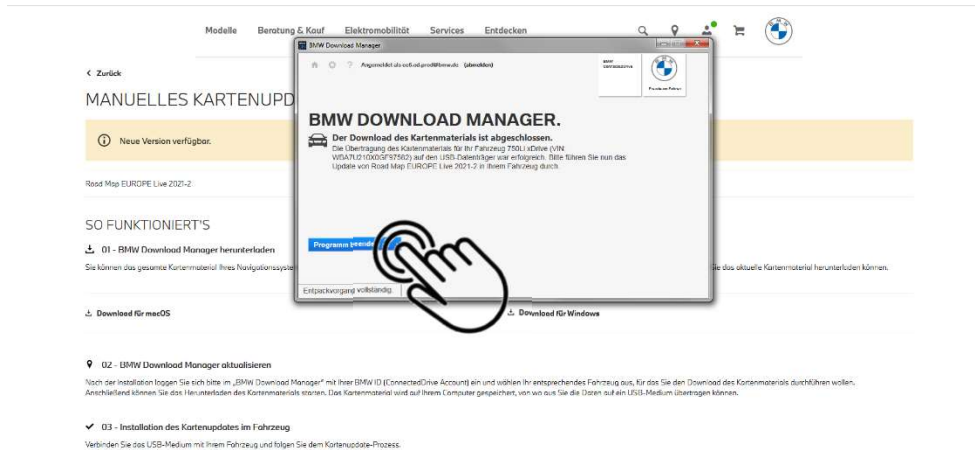 Modelle Beratung & Kauf Elektromobilität Services Entdecken
BMW Download Manager
Zurück
Angemeldet als
(abmelden)
MANUELLES KARTENUPD
Neue Version verfügbar.
BMW DOWNLOAD MANAGER.
Der Download des Kartenmaterials ist abgeschlossen.
Die Übertragung des Kartenmaterials für Ihr Fahrzeug 750Li xDrive (VIN:
auf den USB-Datenträger war erfolgreich. Bitte führen Sie nun das
Update von Road Map EUROPE Live 2021-2 in Ihrem Fahrzeug durch.
Road Map EUROPE Live 2021-2
SO FUNKTIONIERT'S
Programm beenden
01 - BMW Download Manager herunterladen
Sie können das gesamte Kartenmaterial Ihres Navigationssyste
Sie das aktuelle Kartenmaterial herunterladen können.
Entpackvorgang vollständig.
Download für macOS
Download für Windows
02 - BMW Download Manager aktualisieren
Nach der Installation loggen Sie sich bitte im „BMW Download Manager" mit Ihrer BMW ID (ConnectedDrive Account) ein und wählen Ihr entsprechendes Fahrzeug aus, für das Sie den Download des Kartenmaterials durchführen wollen.
Anschließend können Sie das Herunterladen des Kartenmaterials starten. Das Kartenmaterial wird auf Ihrem Computer gespeichert, von wo aus Sie die Daten auf ein USB-Medium übertragen können.
03 - Installation des Kartenupdates im Fahrzeug
Verbinden Sie das USB-Medium mit Ihrem Fahrzeug und folgen Sie dem Kartenupdate-Prozess.